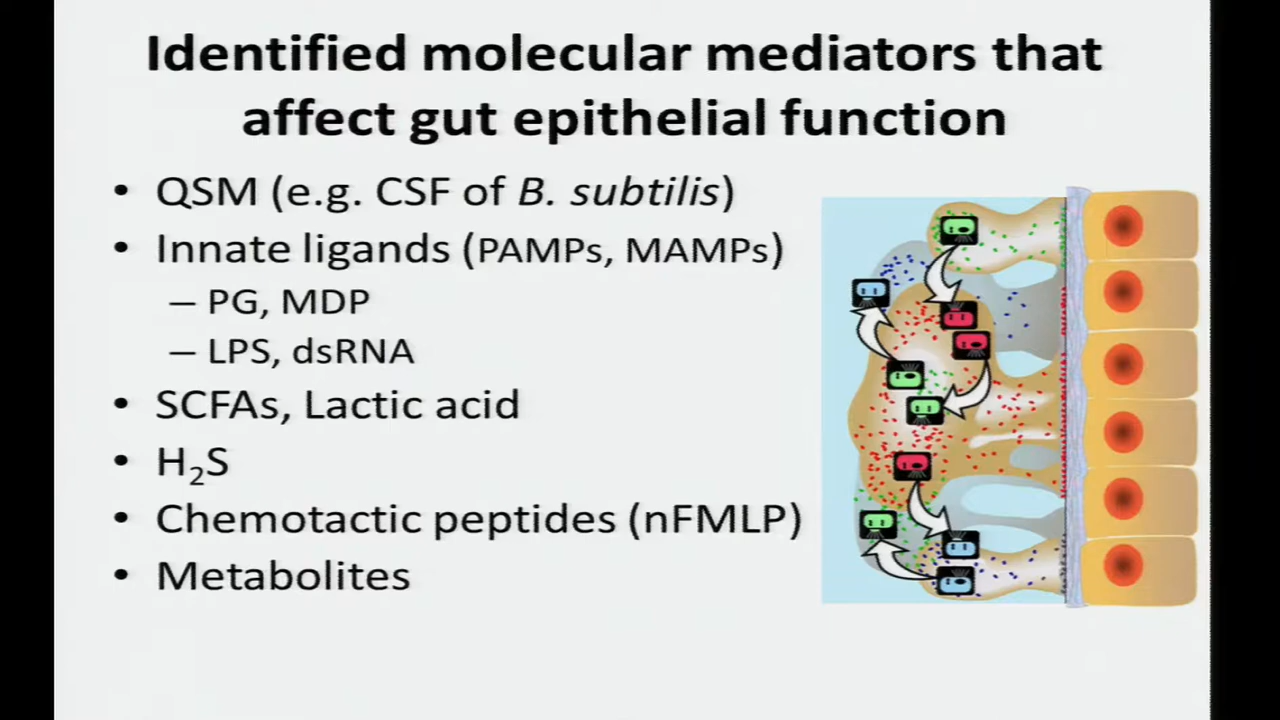 Identified molecular mediators that
affect gut epithelial function
• QSM (e.g. CSF of B. subtilis)
• Innate ligands (PAMPs, MAMPs)
– PG, MDP
– LPS, dsRNA
• SCFAs, Lactic acid
• H₂S
• Chemotactic peptides (nFMLP)
• Metabolites